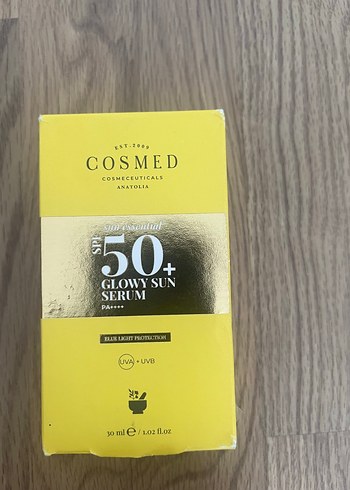 EST. 2009
COSMED
COSMECEUTICALS
ANATOLIA
sun essential
SPF
50+
GLOWY SUN
SERUM
PA++++
BLUE LIGHT PROTECTION
UVA + UVB
30 ml ℮ / 1.02 fl.oz